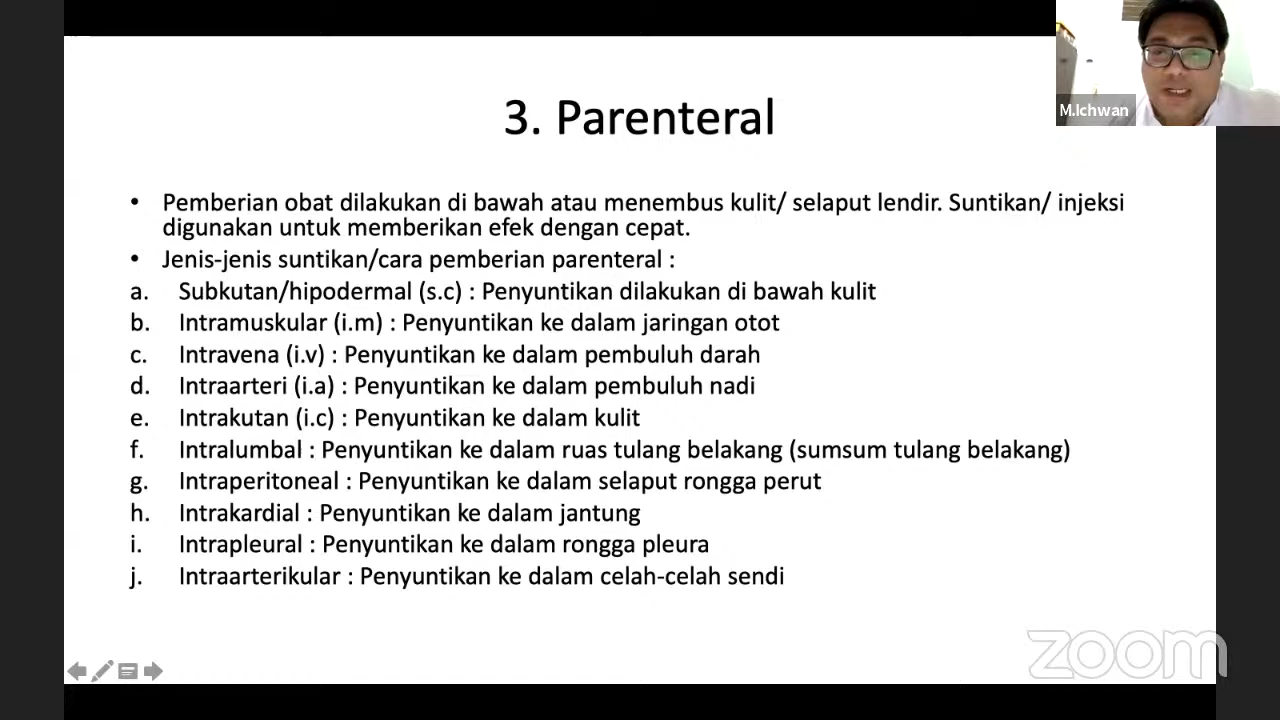 M.Ichwan
3. Parenteral
• Pemberian obat dilakukan di bawah atau menembus kulit/ selaput lendir. Suntikan/ injeksi
digunakan untuk memberikan efek dengan cepat.
• Jenis-jenis suntikan/cara pemberian parenteral :
a. Subkutan/hipodermal (s.c) : Penyuntikan dilakukan di bawah kulit
b. Intramuskular (i.m) : Penyuntikan ke dalam jaringan otot
c. Intravena (i.v) : Penyuntikan ke dalam pembuluh darah
d. Intraarteri (i.a) : Penyuntikan ke dalam pembuluh nadi
e. Intrakutan (i.c) : Penyuntikan ke dalam kulit
f. Intralumbal : Penyuntikan ke dalam ruas tulang belakang (sumsum tulang belakang)
g. Intraperitoneal : Penyuntikan ke dalam selaput rongga perut
h. Intrakardial : Penyuntikan ke dalam jantung
i. Intrapleural : Penyuntikan ke dalam rongga pleura
j. Intraarterikular : Penyuntikan ke dalam celah-celah sendi
zoom